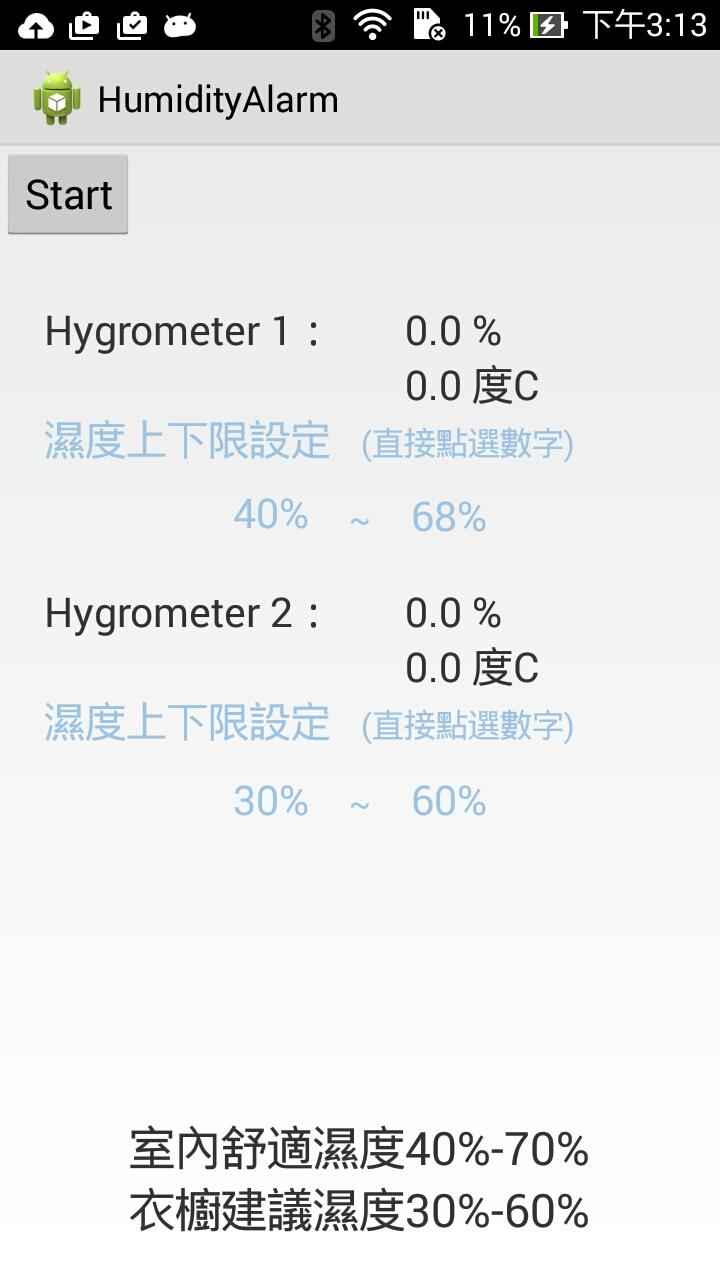 11% 下午3:13
HumidityAlarm
Start
Hygrometer 1： 0.0 %
0.0 度C
濕度上下限設定 (直接點選數字)
40% ~ 68%
Hygrometer 2： 0.0 %
0.0 度C
濕度上下限設定 (直接點選數字)
30% ~ 60%
室內舒適濕度40%-70%
衣櫥建議濕度30%-60%